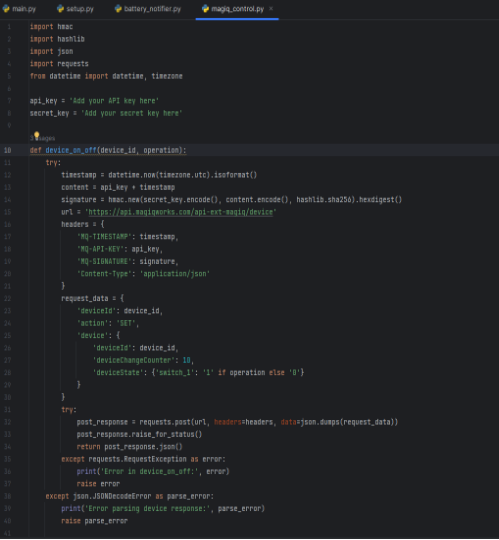 main.py setup.py battery_notifier.py magiq_control.py ×
1 import hmac
2 import hashlib
3 import json
4 import requests
5 from datetime import datetime, timezone
6
7 api_key = 'Add your API key here'
8 secret_key = 'Add your secret key here'
9
usages
10 def device_on_off(device_id, operation):
11 try:
12 timestamp = datetime.now(timezone.utc).isoformat()
13 content = api_key + timestamp
14 signature = hmac.new(secret_key.encode(), content.encode(), hashlib.sha256).hexdigest()
15 url = 'https://api.magiqworks.com/api-ext-magiq/device'
16 headers = {
17 'MQ-TIMESTAMP': timestamp,
18 'MQ-API-KEY': api_key,
19 'MQ-SIGNATURE': signature,
20 'Content-Type': 'application/json'
21 }
22 request_data = {
23 'deviceId': device_id,
24 'action': 'SET',
25 'device': {
26 'deviceId': device_id,
27 'deviceChangeCounter': 10,
28 'deviceState': {'switch_1': '1' if operation else '0'}
29 }
30 }
31 try:
32 post_response = requests.post(url, headers=headers, data=json.dumps(request_data))
33 post_response.raise_for_status()
34 return post_response.json()
35 except requests.RequestException as error:
36 print('Error in device_on_off:', error)
37 raise error
38 except json.JSONDecodeError as parse_error:
39 print('Error parsing device response:', parse_error)
40 raise parse_error
41